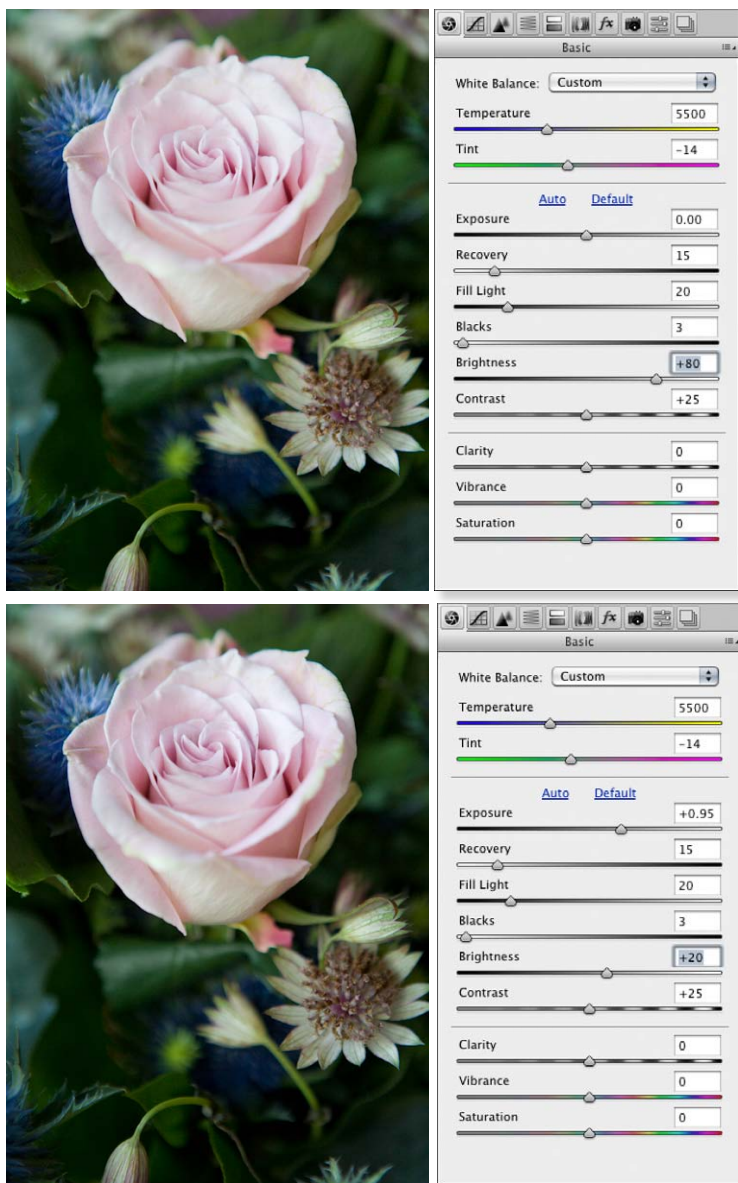 fx
Basic
White Balance: Custom
Temperature 5500
Tint -14
Auto Default
Exposure 0.00
Recovery 15
Fill Light 20
Blacks 3
Brightness +80
Contrast +25
Clarity 0
Vibrance 0
Saturation 0
fx
Basic
White Balance: Custom
Temperature 5500
Tint -14
Auto Default
Exposure +0.95
Recovery 15
Fill Light 20
Blacks 3
Brightness +20
Contrast +25
Clarity 0
Vibrance 0
Saturation 0